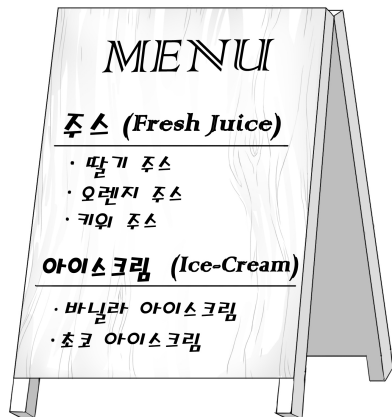 MENU
주스 (Fresh Juice)
· 딸기 주스
· 오렌지 주스
· 키위 주스
아이스크림 (Ice-Cream)
· 바닐라 아이스크림
· 초코 아이스크림